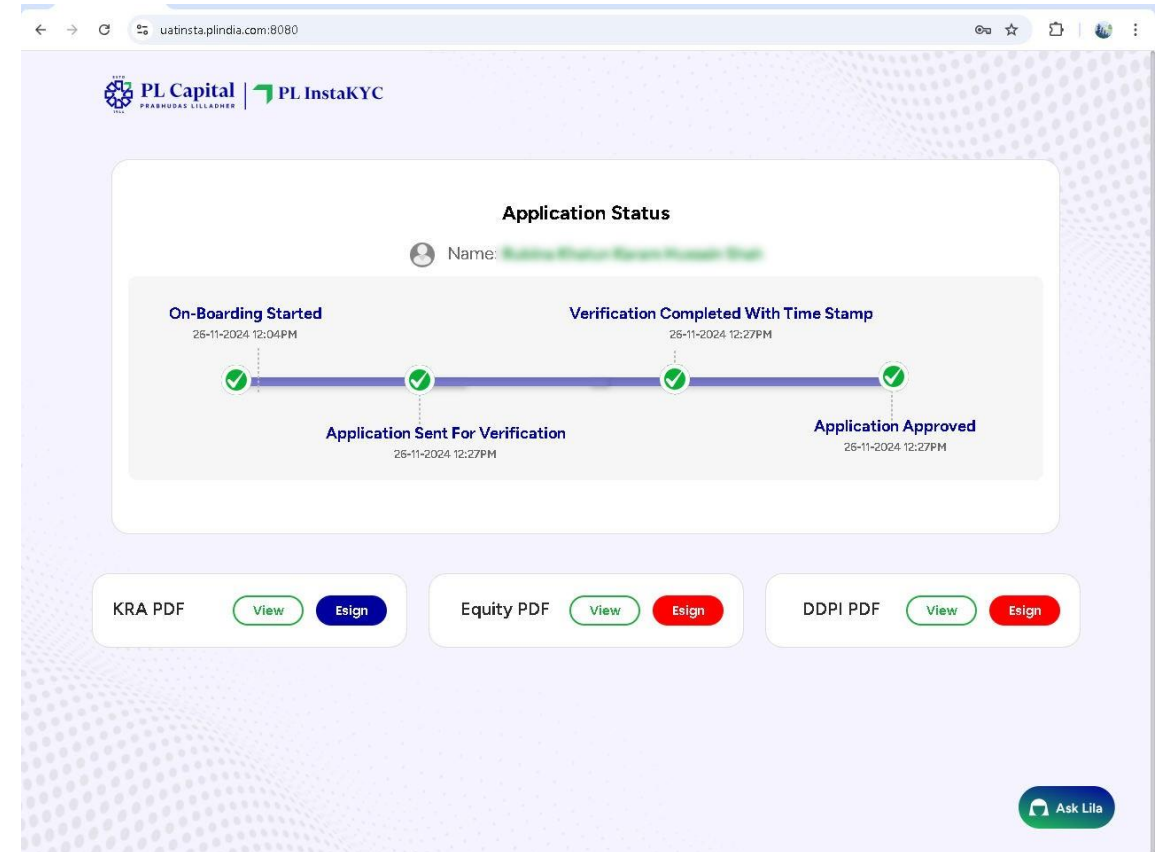 uatinsta.plindia.com:8080
PL Capital
PRABHUDAS LILLADHER
PL InstaKYC
Application Status
Name:
On-Boarding Started
26-11-2024 12:04PM
Verification Completed With Time Stamp
26-11-2024 12:27PM
Application Sent For Verification
26-11-2024 12:27PM
Application Approved
26-11-2024 12:27PM
KRA PDF View Esign
Equity PDF View Esign
DDPI PDF View Esign
Ask Lila